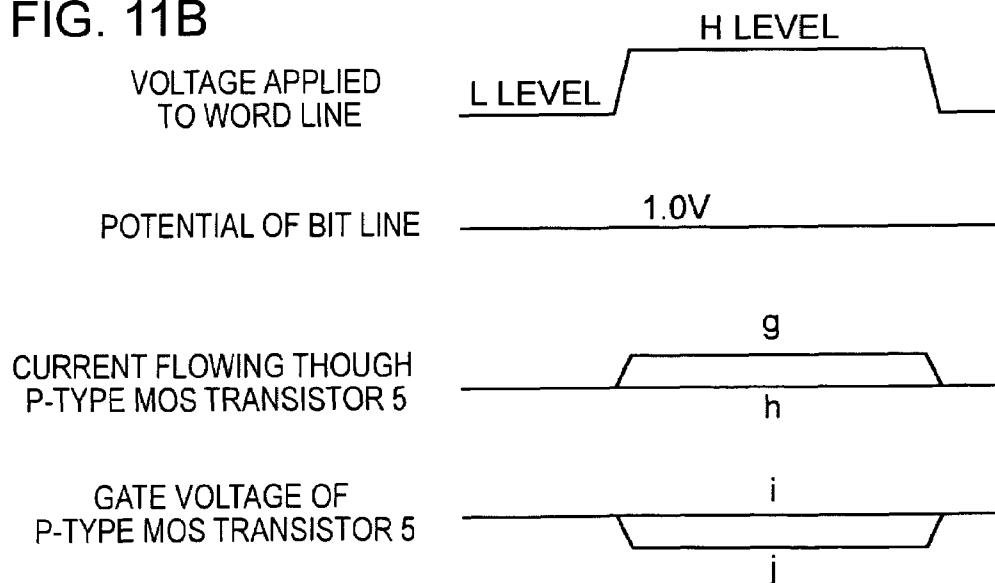 FIG. 11B
H LEVEL
VOLTAGE APPLIED
TO WORD LINE
L LEVEL
POTENTIAL OF BIT LINE
1.0V
g
CURRENT FLOWING THOUGH
P-TYPE MOS TRANSISTOR 5
h
i
GATE VOLTAGE OF
P-TYPE MOS TRANSISTOR 5
j